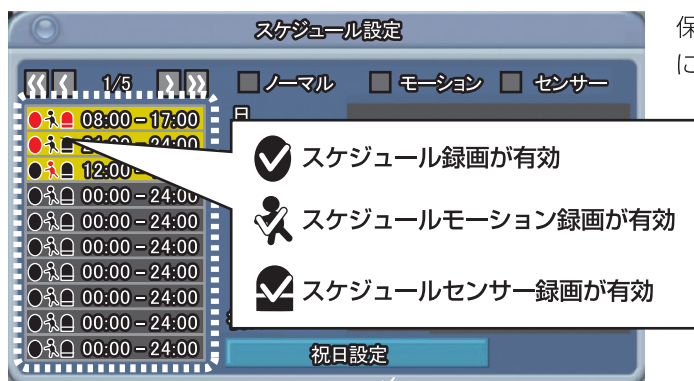 スケジュール設定
保
に
1/5
ノーマル
モーション
センサー
日
08:00 – 17:00
24:00
12:00 –
00:00 – 24:00
00:00 – 24:00
00:00 – 24:00
00:00 – 24:00
00:00 – 24:00
00:00 – 24:00
00:00 – 24:00
スケジュール録画が有効
スケジュールモーション録画が有効
スケジュールセンサー録画が有効
祝日設定